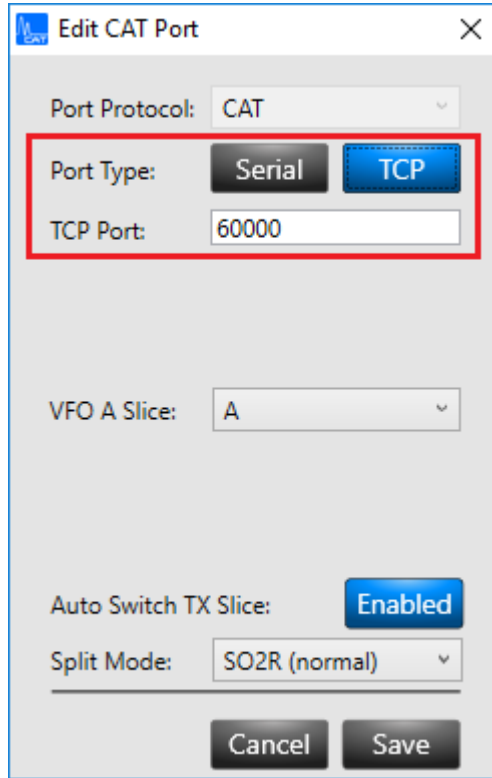 CAT Edit CAT Port
Port Protocol: CAT
Port Type: Serial TCP
TCP Port: 60000
VFO A Slice: A
Auto Switch TX Slice: Enabled
Split Mode: SO2R (normal)
Cancel Save